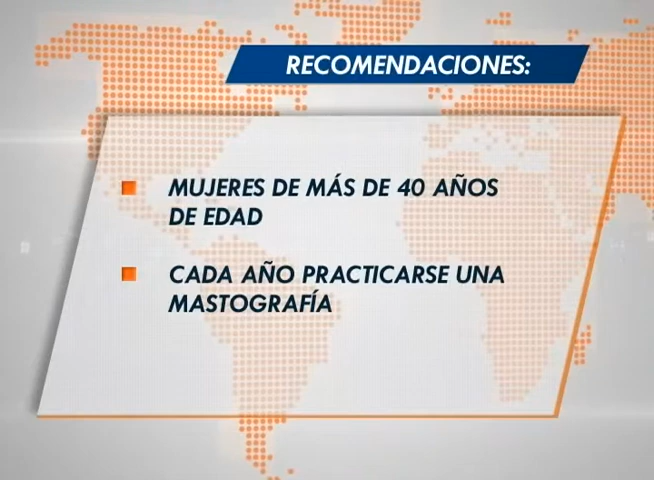 RECOMENDACIONES:
MUJERES DE MÁS DE 40 AÑOS
DE EDAD
CADA AÑO PRACTICARSE UNA
MASTOGRAFÍA